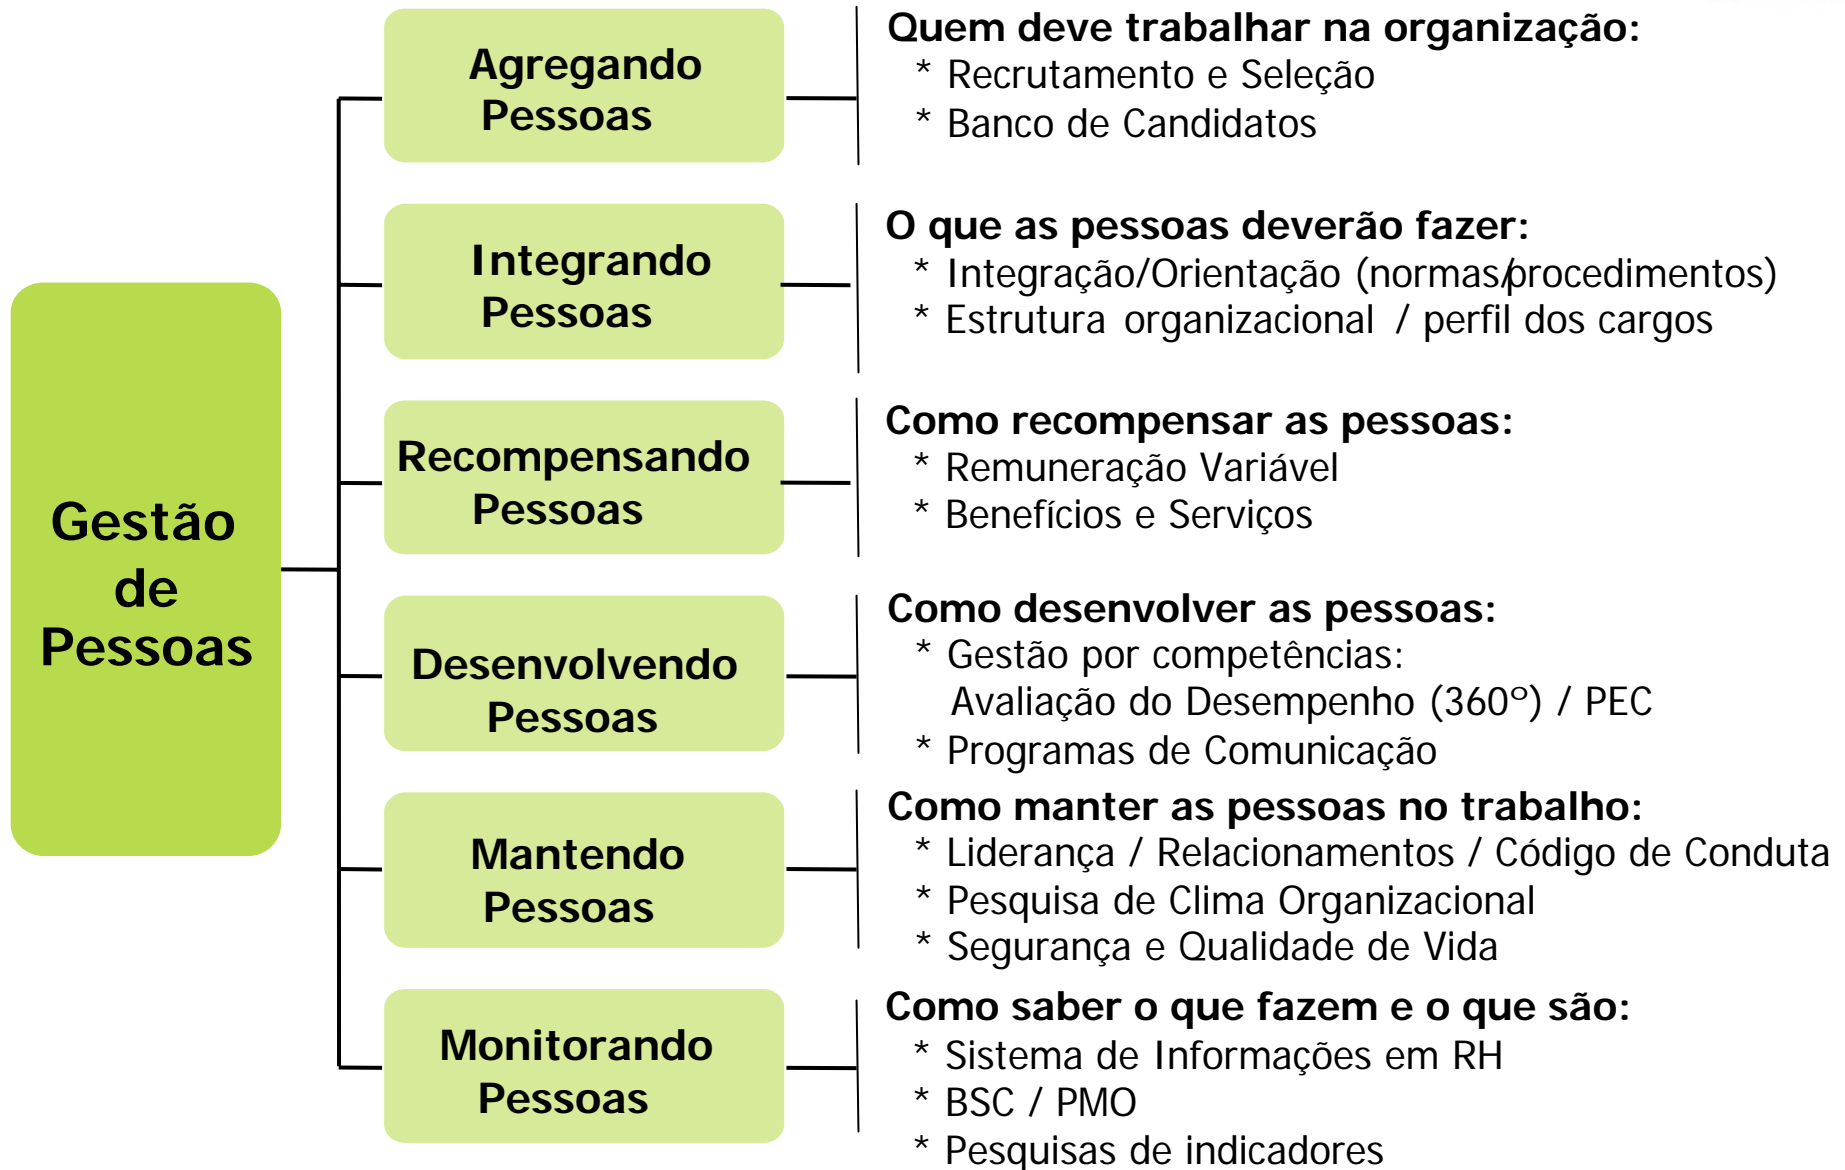 Gestão
de
Pessoas
Agregando
Pessoas
Quem deve trabalhar na organização:
* Recrutamento e Seleção
* Banco de Candidatos
Integrando
Pessoas
O que as pessoas deverão fazer:
* Integração/Orientação (normas/procedimentos)
* Estrutura organizacional / perfil dos cargos
Recompensando
Pessoas
Como recompensar as pessoas:
* Remuneração Variável
* Benefícios e Serviços
Desenvolvendo
Pessoas
Como desenvolver as pessoas:
* Gestão por competências:
Avaliação do Desempenho (360º) / PEC
* Programas de Comunicação
Mantendo
Pessoas
Como manter as pessoas no trabalho:
* Liderança / Relacionamentos / Código de Conduta
* Pesquisa de Clima Organizacional
* Segurança e Qualidade de Vida
Monitorando
Pessoas
Como saber o que fazem e o que são:
* Sistema de Informações em RH
* BSC / PMO
* Pesquisas de indicadores